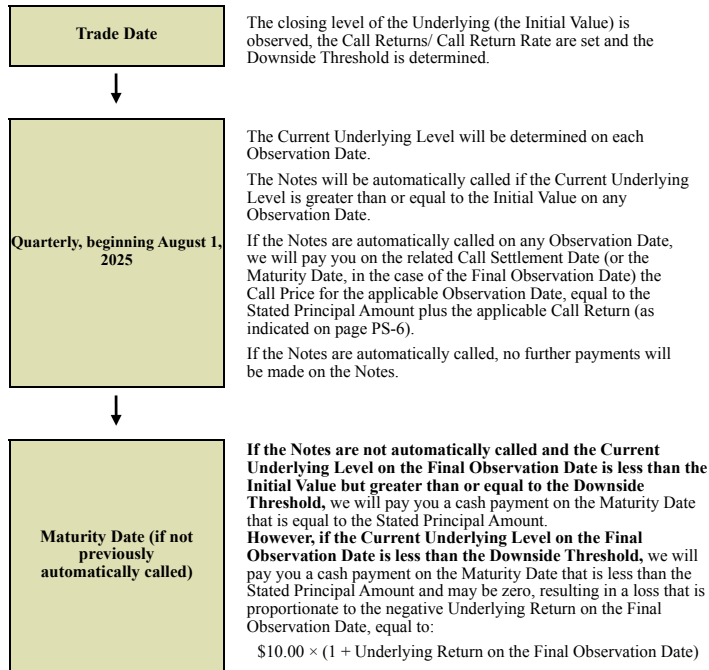 Trade Date
The closing level of the Underlying (the Initial Value) is
observed, the Call Returns/ Call Return Rate are set and the
Downside Threshold is determined.
Quarterly, beginning August 1,
2025
The Current Underlying Level will be determined on each
Observation Date.
The Notes will be automatically called if the Current Underlying
Level is greater than or equal to the Initial Value on any
Observation Date.
If the Notes are automatically called on any Observation Date,
we will pay you on the related Call Settlement Date (or the
Maturity Date, in the case of the Final Observation Date) the
Call Price for the applicable Observation Date, equal to the
Stated Principal Amount plus the applicable Call Return (as
indicated on page PS-6).
If the Notes are automatically called, no further payments will
be made on the Notes.
Maturity Date (if not
previously
automatically called)
If the Notes are not automatically called and the Current
Underlying Level on the Final Observation Date is less than the
Initial Value but greater than or equal to the Downside
Threshold, we will pay you a cash payment on the Maturity Date
that is equal to the Stated Principal Amount.
However, if the Current Underlying Level on the Final
Observation Date is less than the Downside Threshold, we will
pay you a cash payment on the Maturity Date that is less than the
Stated Principal Amount and may be zero, resulting in a loss that is
proportionate to the negative Underlying Return on the Final
Observation Date, equal to:
$10.00 × (1 + Underlying Return on the Final Observation Date)